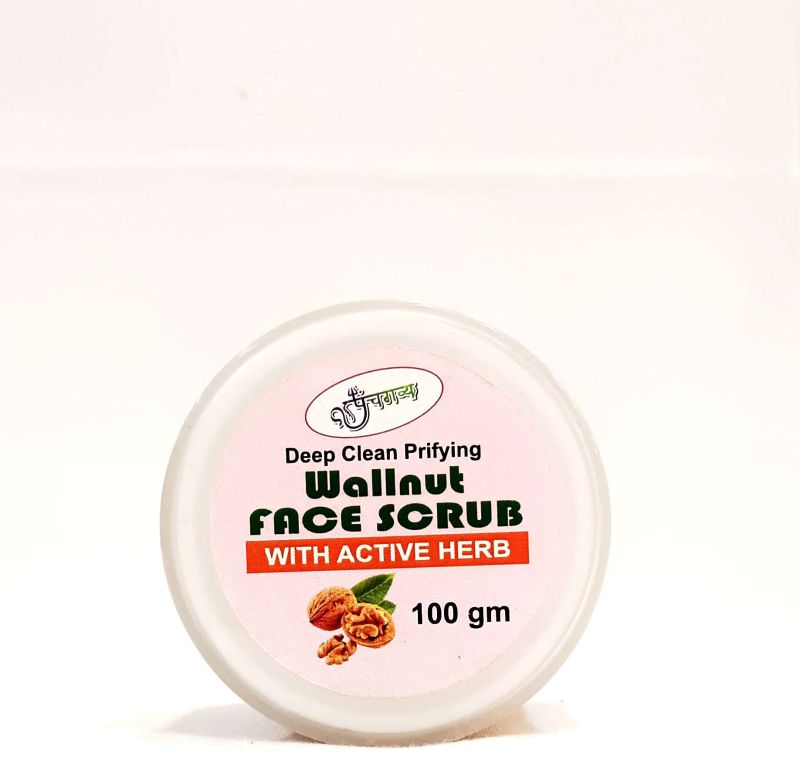 पंचगव्य
Deep Clean Prifying
Wallnut
FACE SCRUB
WITH ACTIVE HERB
100 gm